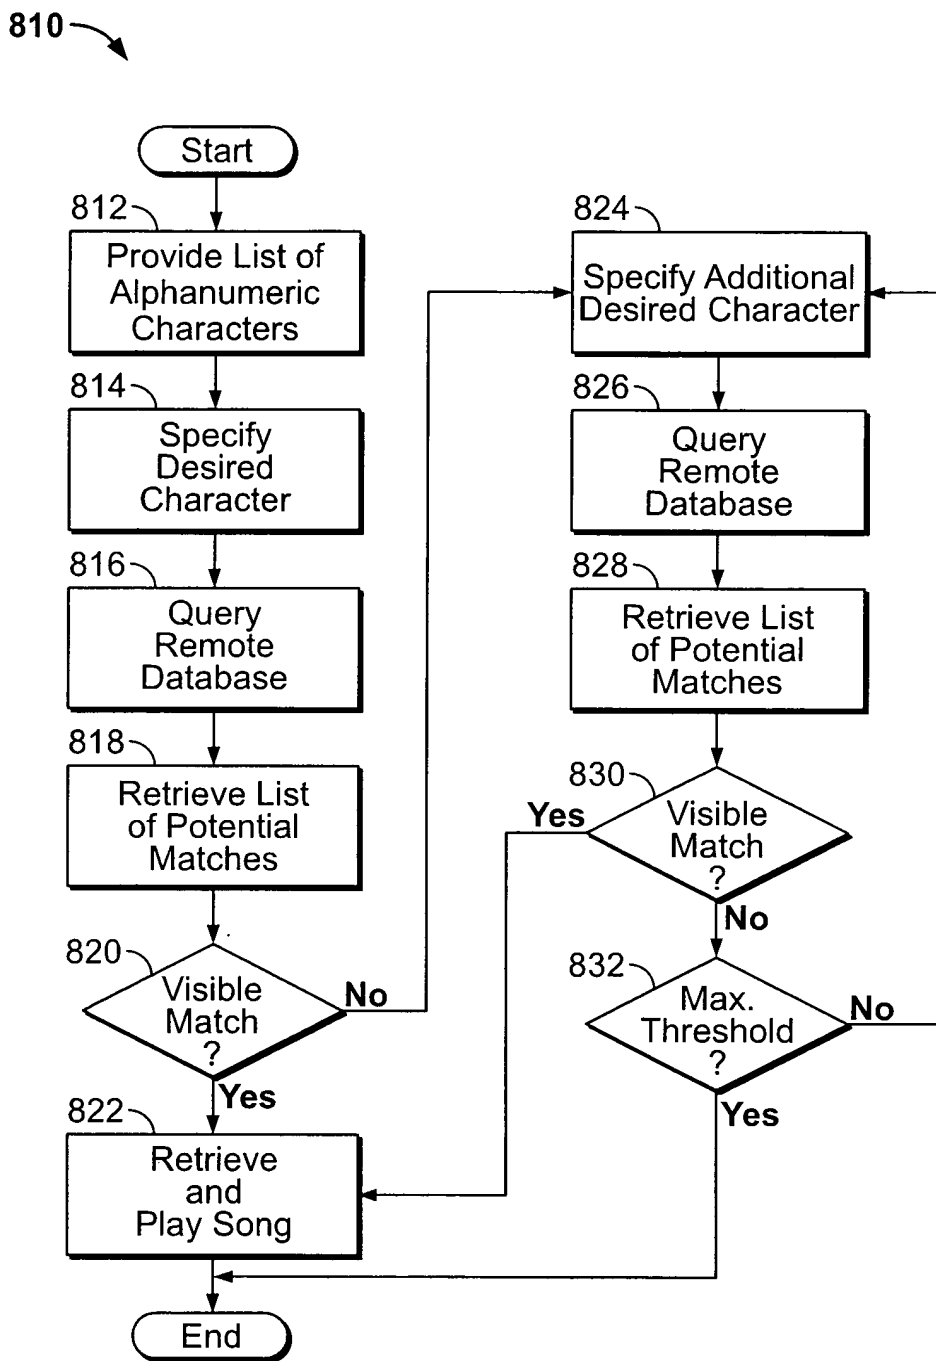 810
Start
812
Provide List of
Alphanumeric
Characters
814
Specify
Desired
Character
816
Query
Remote
Database
818
Retrieve List
of Potential
Matches
820
Visible
Match
?
No
Yes
822
Retrieve
and
Play Song
End
824
Specify Additional
Desired Character
826
Query
Remote
Database
828
Retrieve List
of Potential
Matches
830
Visible
Match
?
Yes
No
832
Max.
Threshold
?
No
Yes